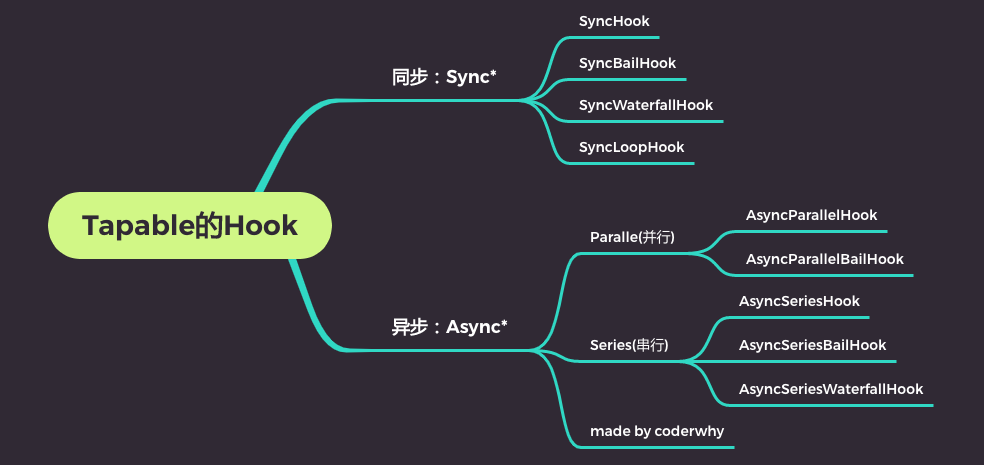 Tapable的Hook
同步：Sync*
SyncHook
SyncBailHook
SyncWaterfallHook
SyncLoopHook
异步：Async*
Paralle(并行)
AsyncParallelHook
AsyncParallelBailHook
Series(串行)
AsyncSeriesHook
AsyncSeriesBailHook
AsyncSeriesWaterfallHook
made by coderwhy